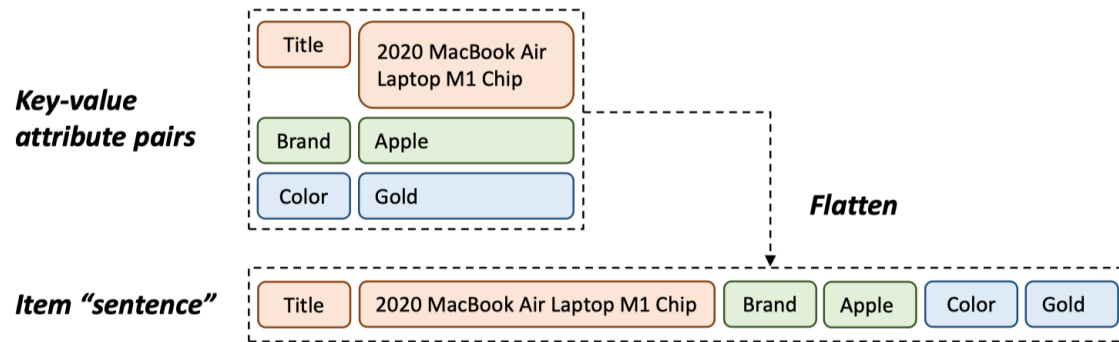 Key-value
attribute pairs
Title
2020 MacBook Air
Laptop M1 Chip
Brand
Apple
Color
Gold
Flatten
Item “sentence”
Title
2020 MacBook Air Laptop M1 Chip
Brand
Apple
Color
Gold